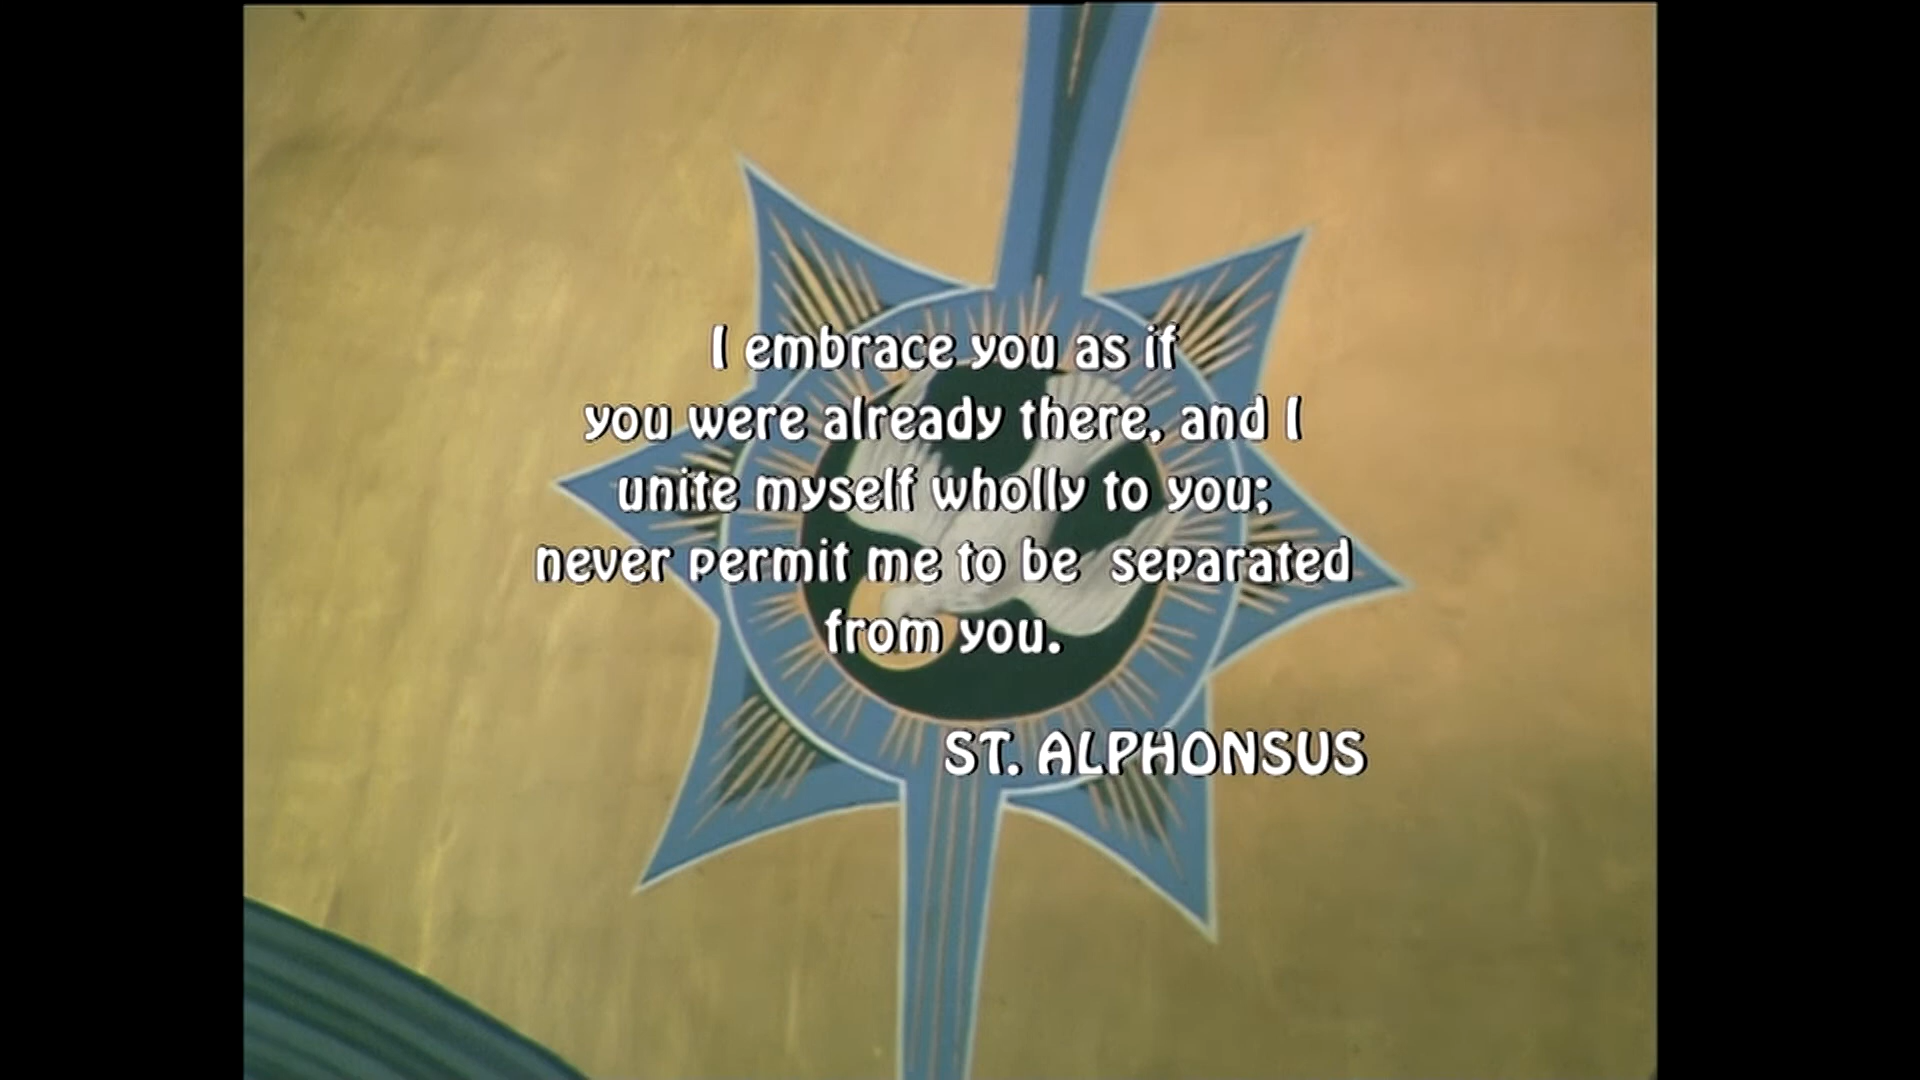 I embrace you as if
you were already there, and I
unite myself wholly to you;
never permit me to be separated
from you.
ST. ALPHONSUS